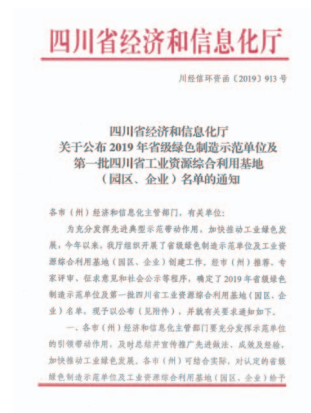 四川省经济和信息化厅
川经信环资函〔2019〕913 号
四川省经济和信息化厅
关于公布 2019 年省级绿色制造示范单位及
第一批四川省工业资源综合利用基地
（园区、企业）名单的通知
各市（州）经济和信息化主管部门，有关单位：
为充分发挥先进典型示范带动作用，加快推动工业绿色发
展，今年以来，我厅组织开展了省级绿色制造示范单位及工业资
源综合利用基地（园区、企业）创建工作。经市（州）推荐、专
家评审、征求意见和社会公示等程序，确定了 2019 年省级绿色制
造示范单位及第一批四川省工业资源综合利用基地（园区、企
业）名单，现予以公布（见附件），并就有关要求通知如下。
一、各市（州）经济和信息化主管部门要充分发挥示范单位
的引领带动作用，及时总结并宣传推广先进做法、成效及经验，
加快推动工业绿色发展。各市（州）可结合实际，对认定的省级
绿色制造示范单位及工业资源综合利用基地（园区、企业）给予